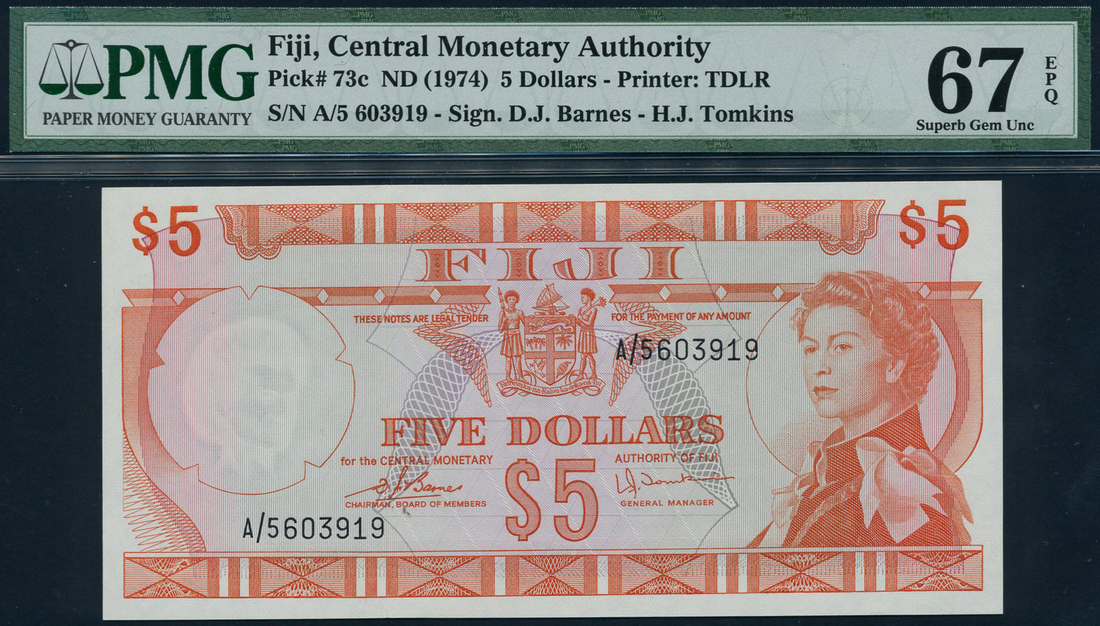 PMG
PAPER MONEY GUARANTY
Fiji, Central Monetary Authority
Pick# 73c ND (1974) 5 Dollars - Printer: TDLR
S/N A/5 603919 - Sign. D.J. Barnes - H.J. Tomkins
67
EPQ
Superb Gem Unc
$5
$5
FIJI
THESE NOTES ARE LEGAL TENDER
FOR THE PAYMENT OF ANY AMOUNT
A/5603919
FIVE DOLLARS
for the CENTRAL MONETARY
AUTHORITY OF FIJI
$5
CHAIRMAN, BOARD OF MEMBERS
GENERAL MANAGER
A/5603919